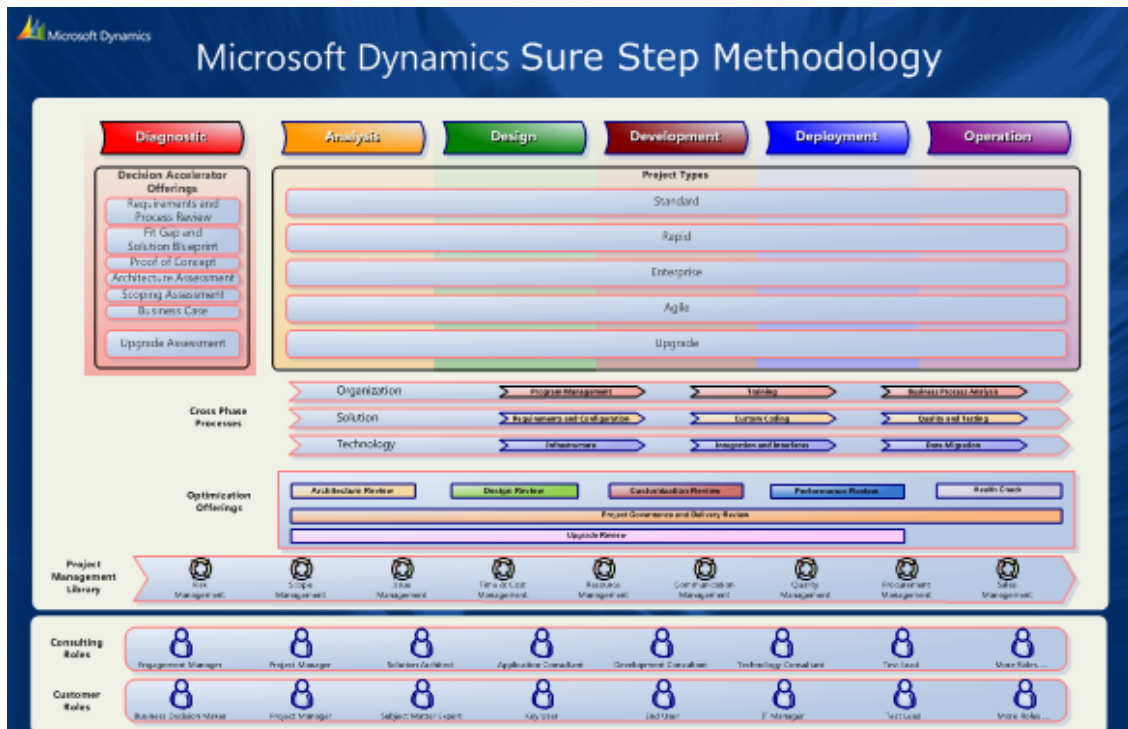 Microsoft Dynamics
Microsoft Dynamics Sure Step Methodology
Diagnostic
Analysis
Design
Development
Deployment
Operation
Decision Accelerator
Offerings
Requirements and
Process Review
Fit Gap and
Solution Blueprint
Proof of Concept
Architecture Assessment
Scoping Assessment
Business Case
Upgrade Assessment
Project Types
Standard
Rapid
Enterprise
Agile
Upgrade
Cross Phase
Processes
Organization
Program Management
Training
Business Process Analysis
Solution
Requirements and Configuration
Custom Coding
Quality and Testing
Technology
Infrastructure
Integration and Interfaces
Data Migration
Optimization
Offerings
Architecture Review
Design Review
Customization Review
Performance Review
Health Check
Project Governance and Delivery Review
Upgrade Review
Project
Management
Library
Risk
Management
Scope
Management
Issue
Management
Time & Cost
Management
Resource
Management
Communication
Management
Quality
Management
Procurement
Management
Sales
Management
Consulting
Roles
Engagement Manager
Project Manager
Solution Architect
Application Consultant
Development Consultant
Technology Consultant
Test Lead
More Roles ...
Customer
Roles
Business Decision Maker
Project Manager
Subject Matter Expert
Key User
End User
IT Manager
Test Lead
More Roles ...